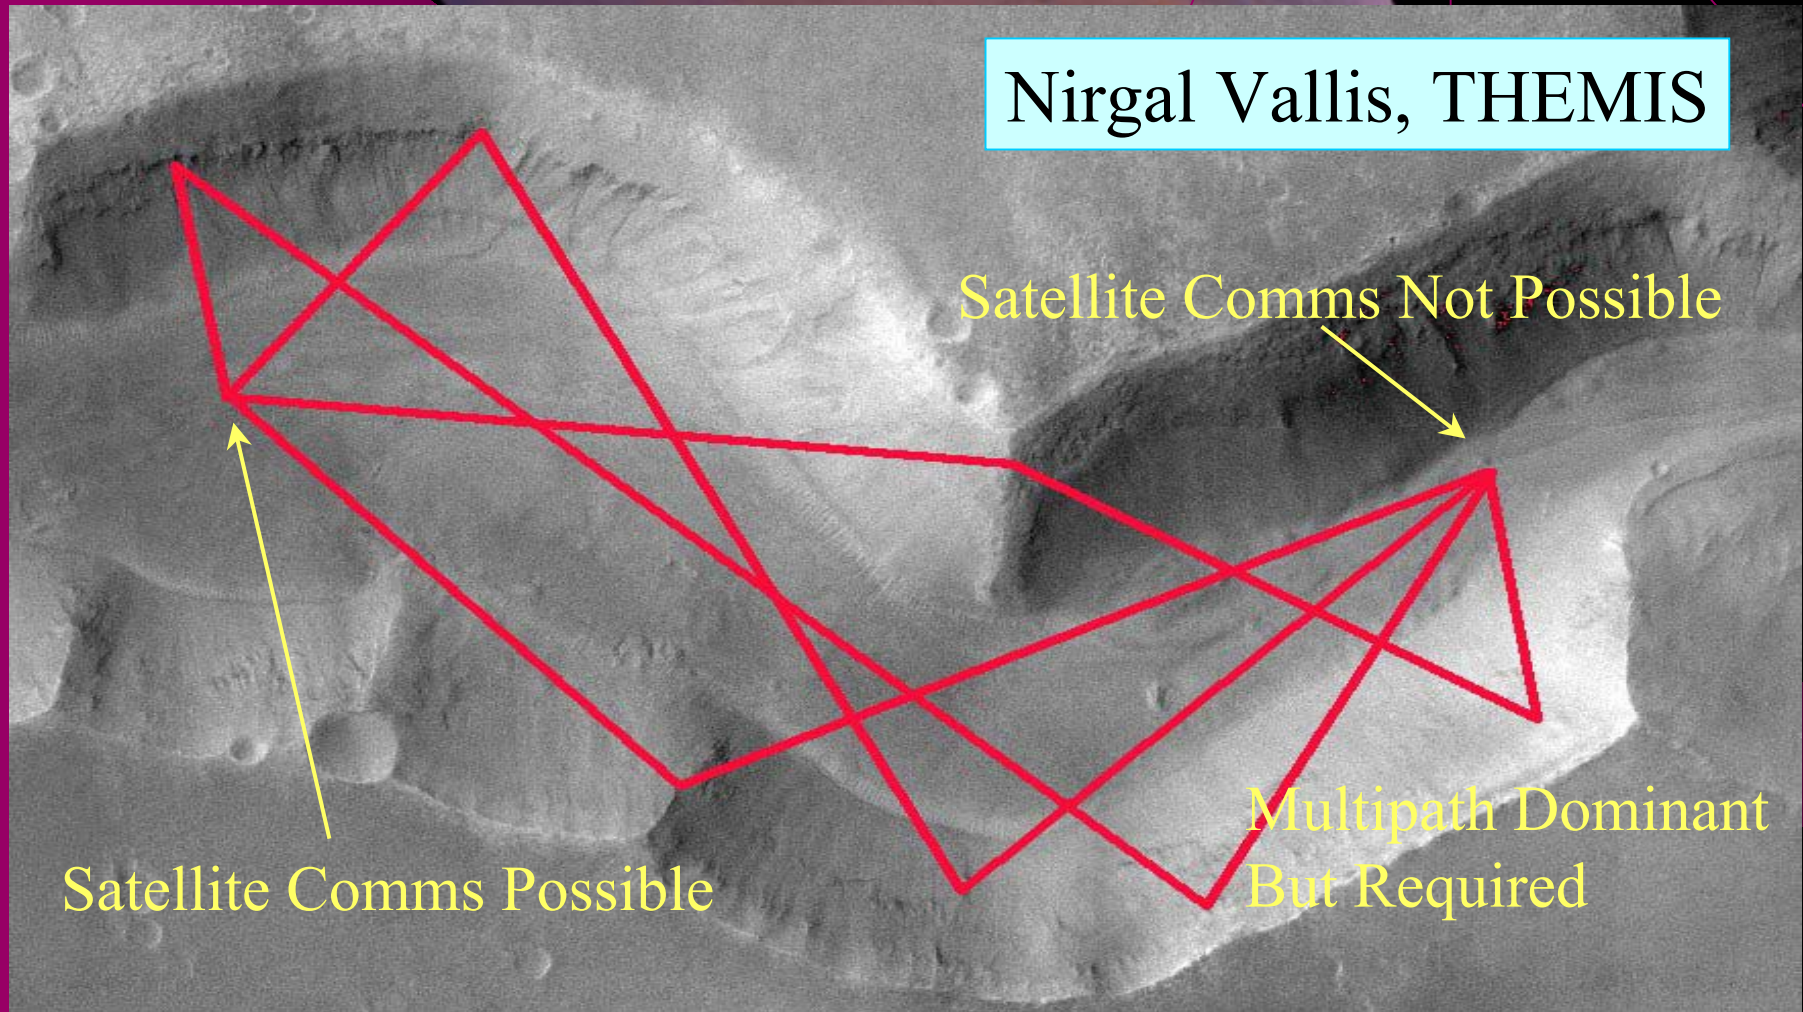 Nirgal Vallis, THEMIS
Satellite Comms Not Possible
Multipath Dominant
But Required
Satellite Comms Possible